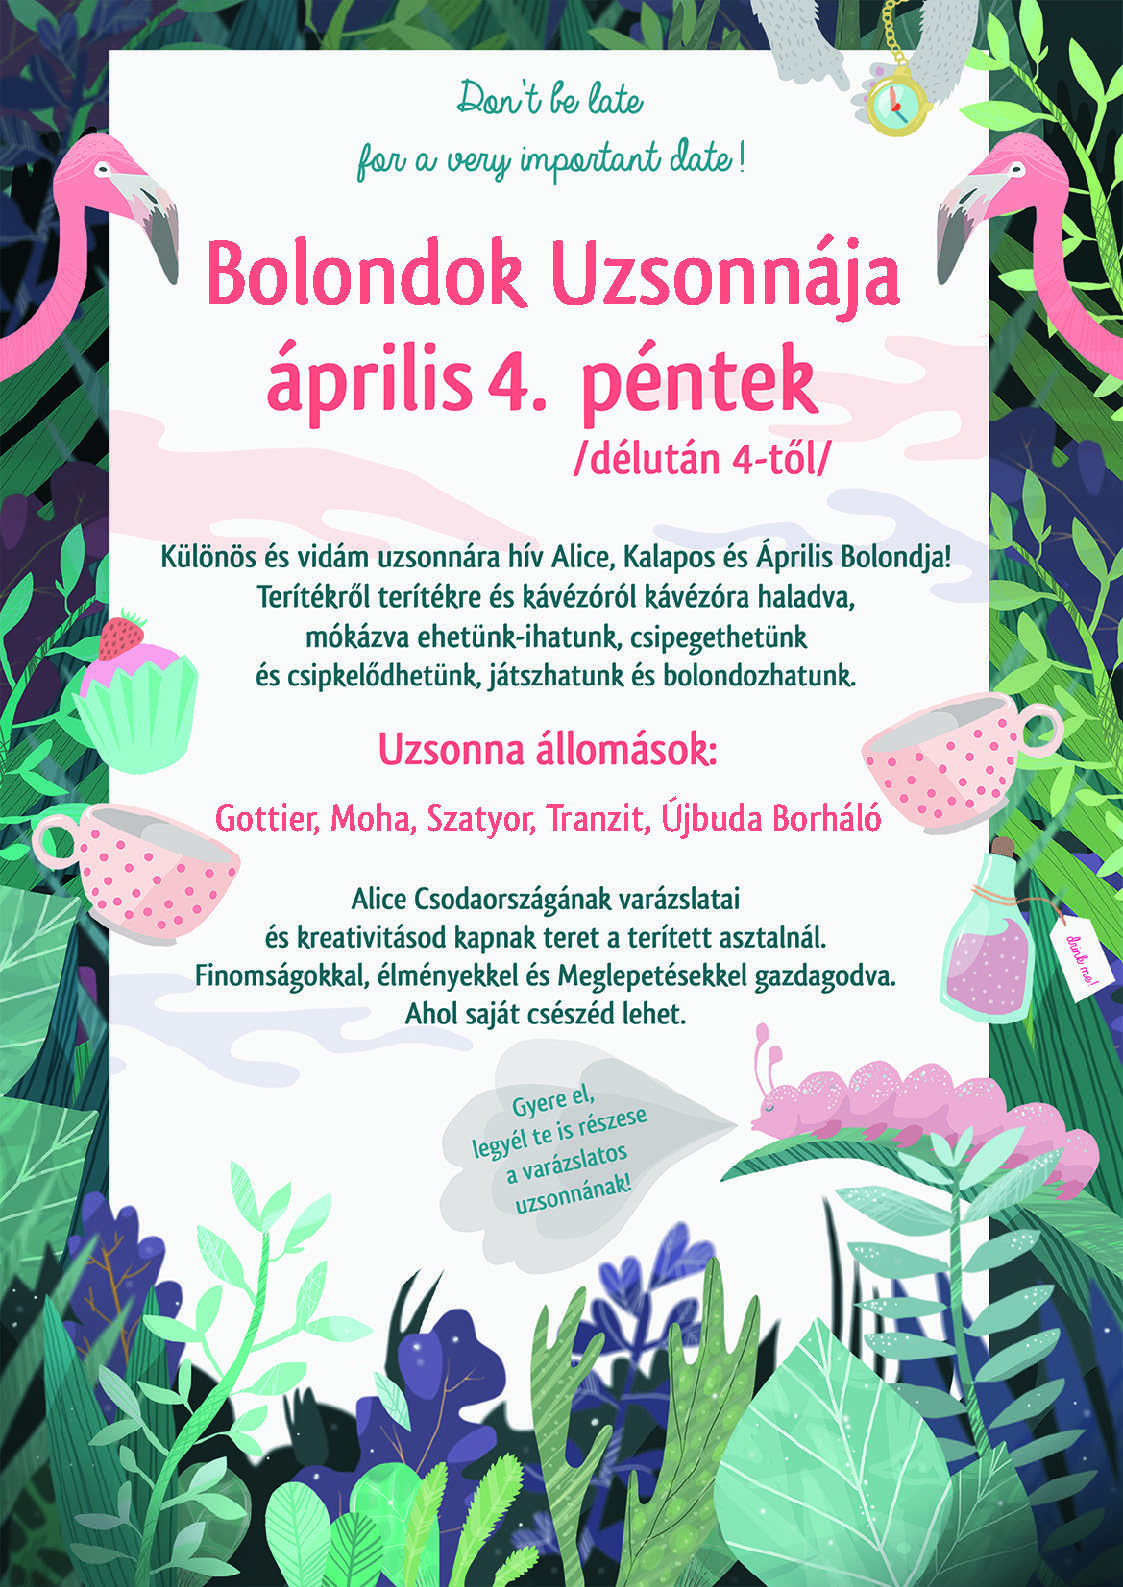 Don't be late
for a very important date!
Bolondok Uzsonnája
április 4. péntek
/délután 4-től/
Különös és vidám uzsonnára hív Alice, Kalapos és Április Bolondja!
Terítékről terítékre és kávézóról kávézóra haladva,
mókázva ehetünk-ihatunk, csipegethetünk
és csipkelődhetünk, játszhatunk és bolondozhatunk.
Uzsonna állomások:
Gottier, Moha, Szatyor, Tranzit, Újbuda Borháló
Alice Csodaországának varázslatai
és kreativitásod kapnak teret a terített asztalnál.
Finomságokkal, élményekkel és Meglepetésekkel gazdagodva.
Ahol saját csészéd lehet.
drink me!
Gyere el,
legyél te is részese
a varázslatos
uzsonnának!